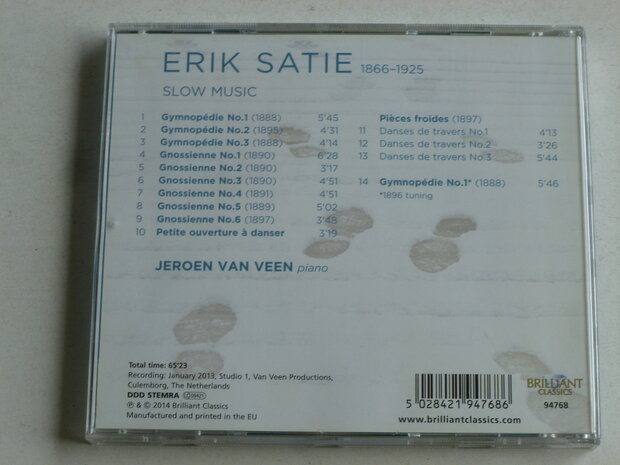 ERIK SATIE 1866–1925
SLOW MUSIC
1 Gymnopédie No.1 (1888) 5'45
2 Gymnopédie No.2 (1895) 4'31
3 Gymnopédie No.3 (1888) 4'14
4 Gnossienne No.1 (1890) 6'28
5 Gnossienne No.2 (1890) 3'17
6 Gnossienne No.3 (1890) 4'51
7 Gnossienne No.4 (1891) 4'51
8 Gnossienne No.5 (1889) 5'02
9 Gnossienne No.6 (1897) 3'48
10 Petite ouverture à danser 3'19
Pièces froides (1897)
11 Danses de travers No.1 4'13
12 Danses de travers No.2 3'26
13 Danses de travers No.3 5'44
14 Gymnopédie No.1* (1888) 5'46
*1896 tuning
JEROEN VAN VEEN piano
Total time: 65'23
Recording: January 2013, Studio 1, Van Veen Productions,
Culemborg, The Netherlands
DDD STEMRA
℗ & © 2014 Brilliant Classics
Manufactured and printed in the EU
5 028421 947686
www.brilliantclassics.com
BRILLIANT
CLASSICS
94768